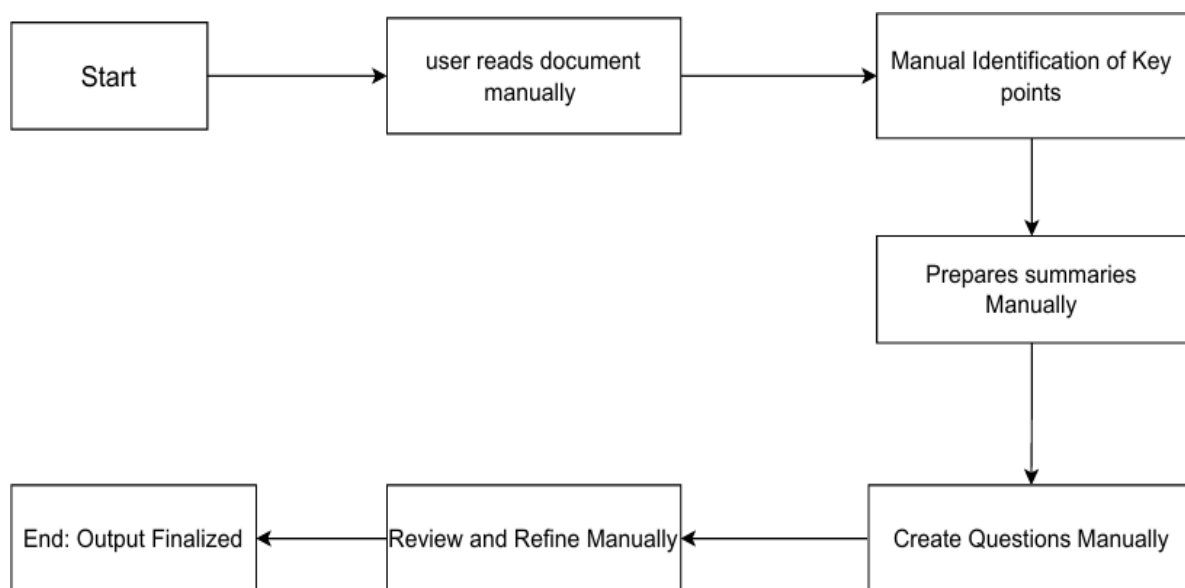 Start
user reads document
manually
Manual Identification of Key
points
Prepares summaries
Manually
Create Questions Manually
Review and Refine Manually
End: Output Finalized